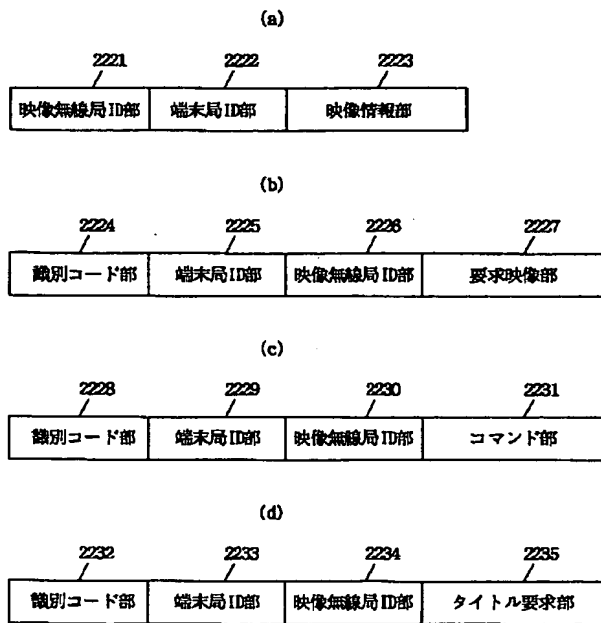 (a)
2221 2222 2223
映像無線局ID部 端末局ID部 映像情報部
(b)
2224 2225 2226 2227
識別コード部 端末局ID部 映像無線局ID部 要求映像部
(c)
2228 2229 2230 2231
識別コード部 端末局ID部 映像無線局ID部 コマンド部
(d)
2232 2233 2234 2235
識別コード部 端末局ID部 映像無線局ID部 タイトル要求部